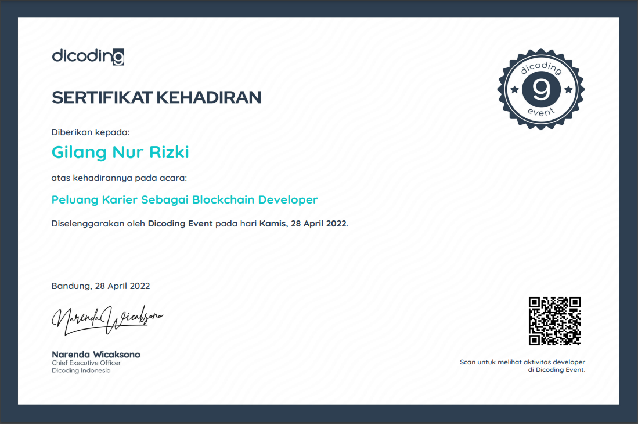 dicoding
SERTIFIKAT KEHADIRAN
dicoding
9
event
Diberikan kepada:
Gilang Nur Rizki
atas kehadirannya pada acara:
Peluang Karier Sebagai Blockchain Developer
Diselenggarakan oleh Dicoding Event pada hari Kamis, 28 April 2022.
Bandung, 28 April 2022
Narenda Wicaksono
Narenda Wicaksono
Chief Executive Officer
Dicoding Indonesia
Scan untuk melihat aktivitas developer
di Dicoding Event.